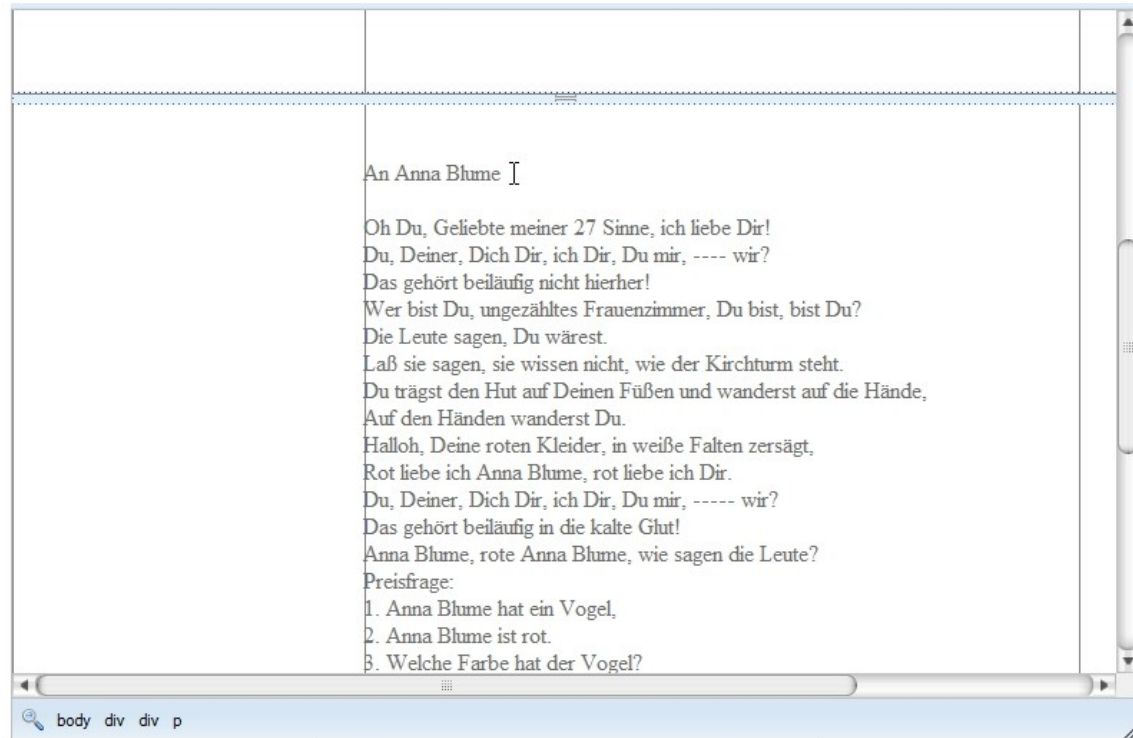 An Anna Blume
Oh Du, Geliebte meiner 27 Sinne, ich liebe Dir!
Du, Deiner, Dich Dir, ich Dir, Du mir, ---- wir?
Das gehört beiläufig nicht hierher!
Wer bist Du, ungezähltes Frauenzimmer, Du bist, bist Du?
Die Leute sagen, Du wärest.
Laß sie sagen, sie wissen nicht, wie der Kirchturm steht.
Du trägst den Hut auf Deinen Füßen und wanderst auf die Hände,
Auf den Händen wanderst Du.
Halloh, Deine roten Kleider, in weiße Falten zersägt,
Rot liebe ich Anna Blume, rot liebe ich Dir.
Du, Deiner, Dich Dir, ich Dir, Du mir, ----- wir?
Das gehört beiläufig in die kalte Glut!
Anna Blume, rote Anna Blume, wie sagen die Leute?
Preisfrage:
1. Anna Blume hat ein Vogel,
2. Anna Blume ist rot.
3. Welche Farbe hat der Vogel?
body div div p